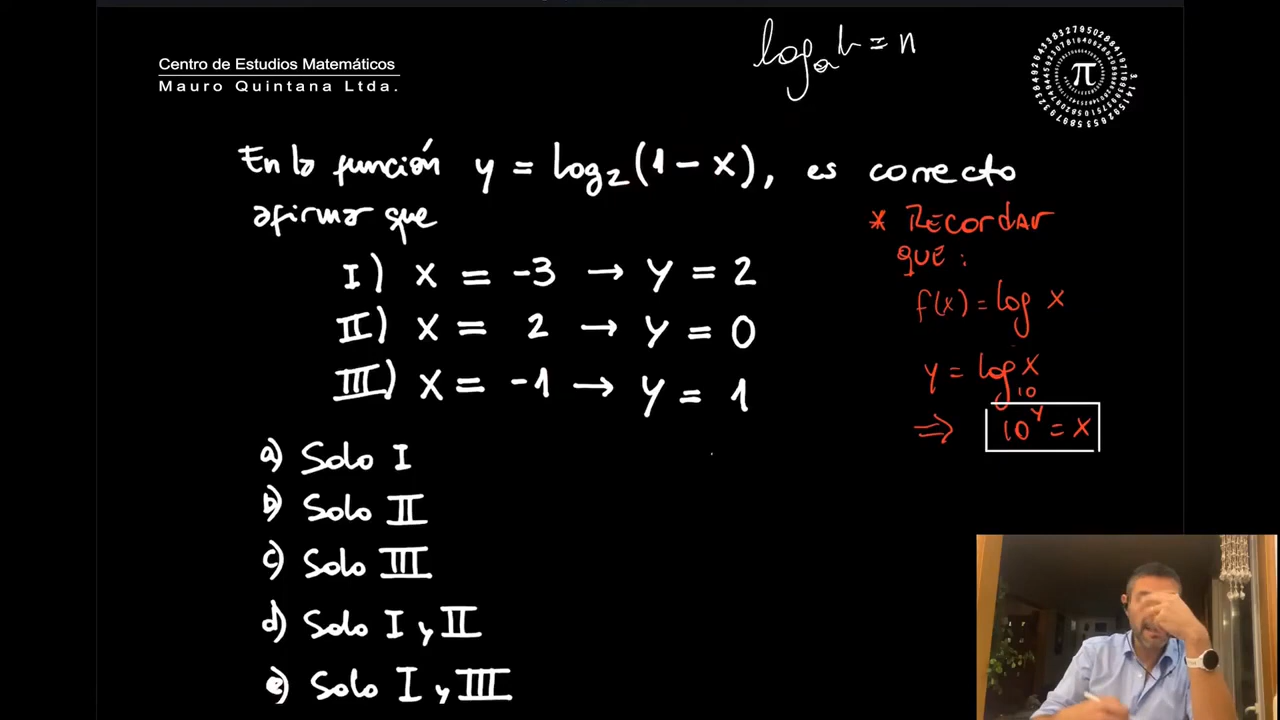 Centro de Estudios Matemáticos
Mauro Quintana Ltda.
logₐ b = n
π
En la función y = log₂(1 - x), es correcto
afirmar que
I) X = -3 → Y = 2
II) X = 2 → Y = 0
III) X = -1 → Y = 1
* RECORDAR
QUE:
f(x) = log x
y = log₁₀ x
⇒ 10^Y = X
a) Solo I
b) Solo II
c) Solo III
d) Solo I y II
e) Solo I y III